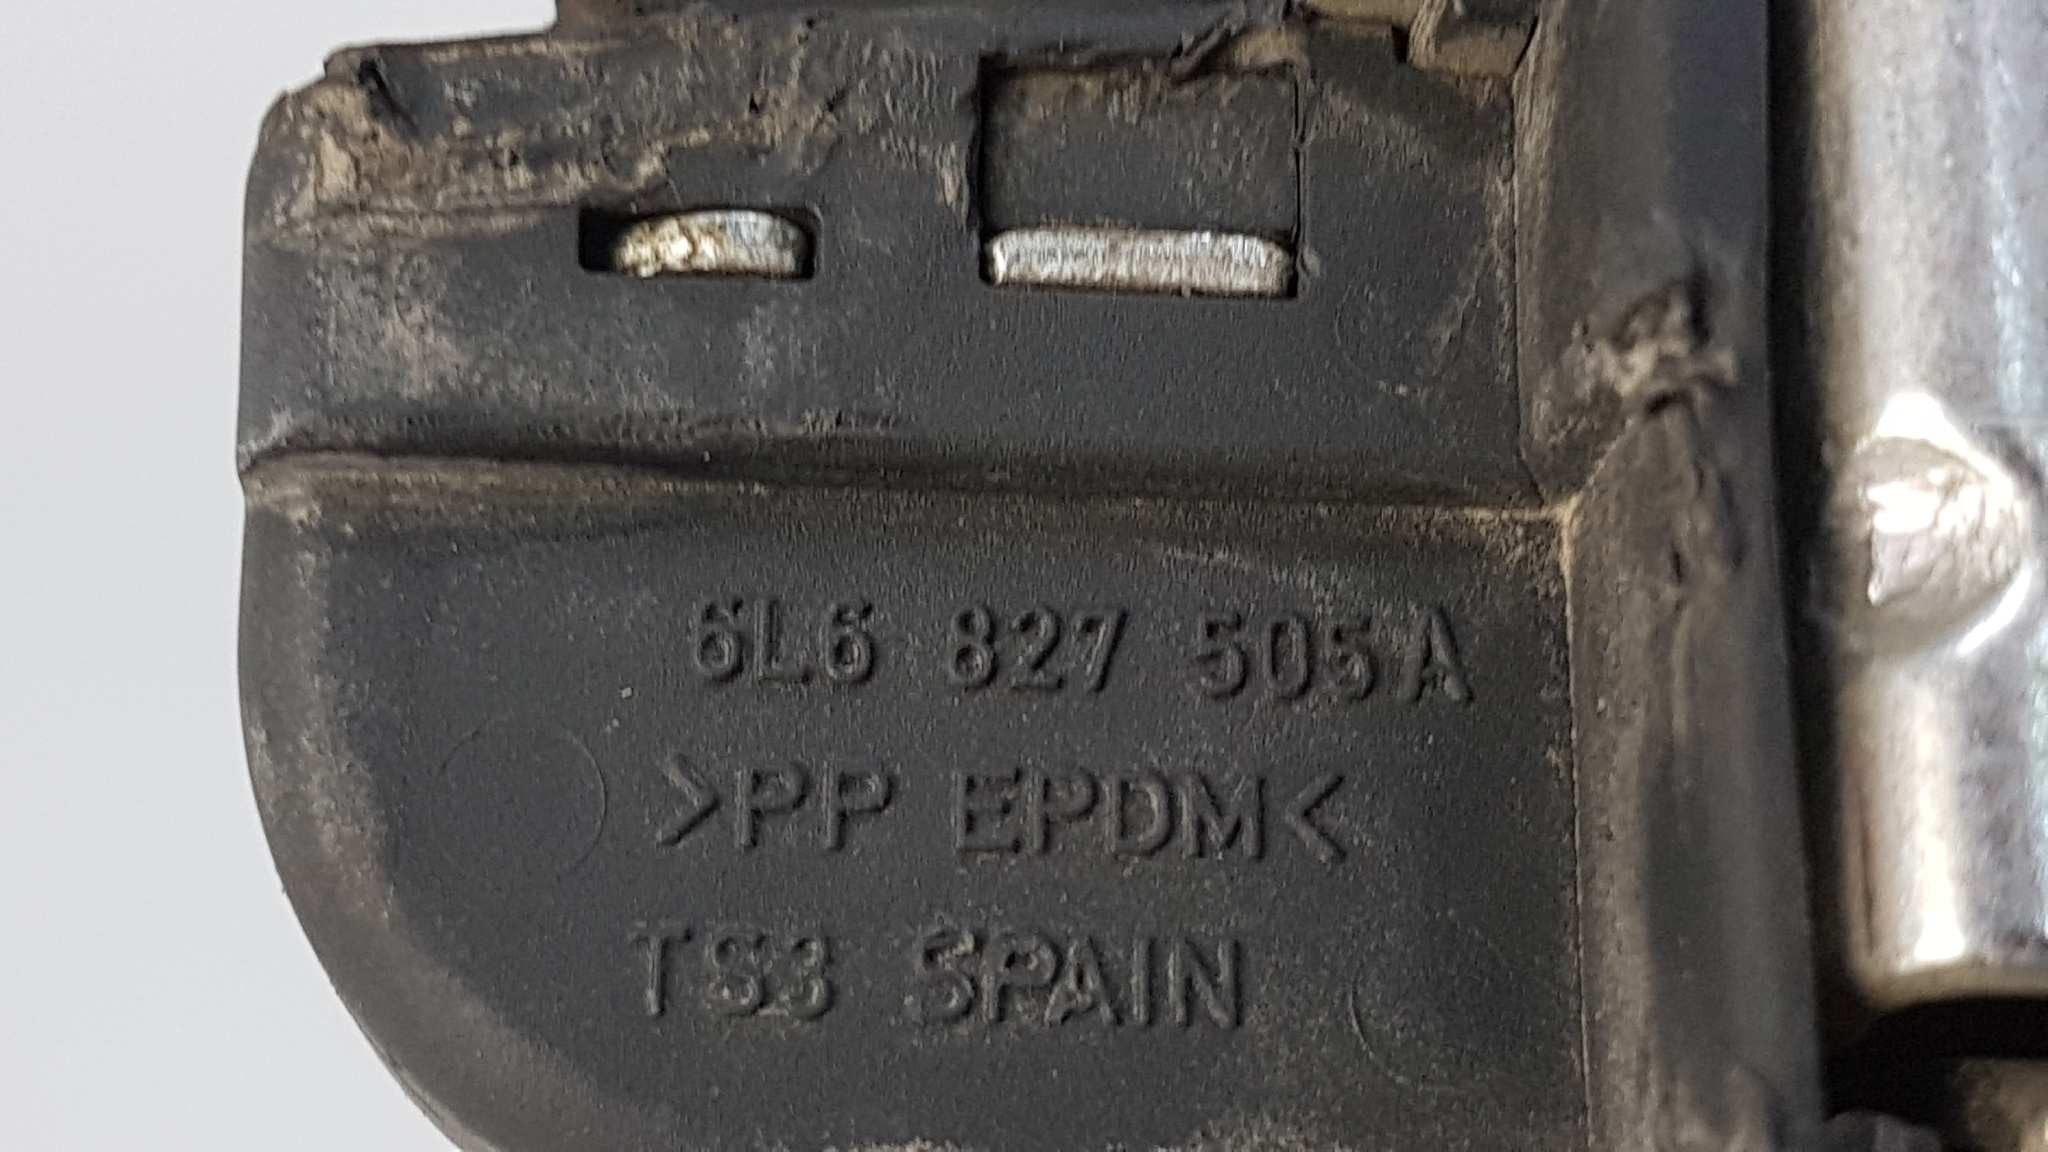 6L6 827 505 A
>PP EPDM<
TS3 SPAIN